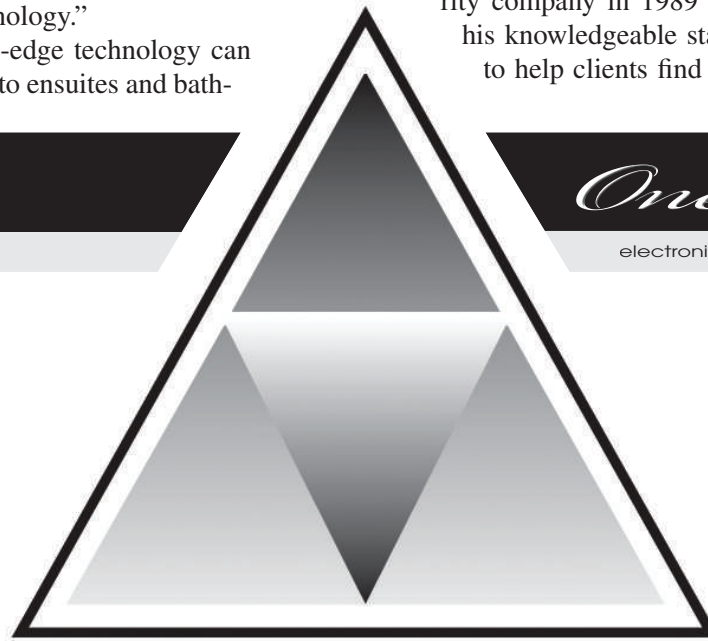 nology.”
-edge technology can
to ensuites and bath-
rity company in 1989
his knowledgeable
to help clients find
electroni